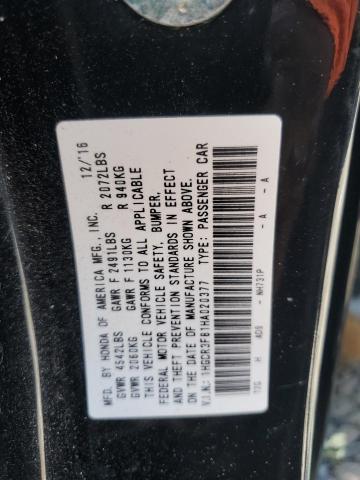 MFD. BY HONDA OF AMERICA MFG., INC. 12/'16
GVWR 4542LBS GAWR F 2491LBS R 2072LBS
GVWR 2060KG GAWR F 1130KG R 940KG
THIS VEHICLE CONFORMS TO ALL APPLICABLE
FEDERAL MOTOR VEHICLE SAFETY, BUMPER,
THEFT PREVENTION STANDARDS IN EFFECT
ON THE DATE OF MANUFACTURE SHOWN ABOVE.
V.I.N.: 1HGCR3F81HA020377 TYPE: PASSENGER CAR
H NH731P - A - A